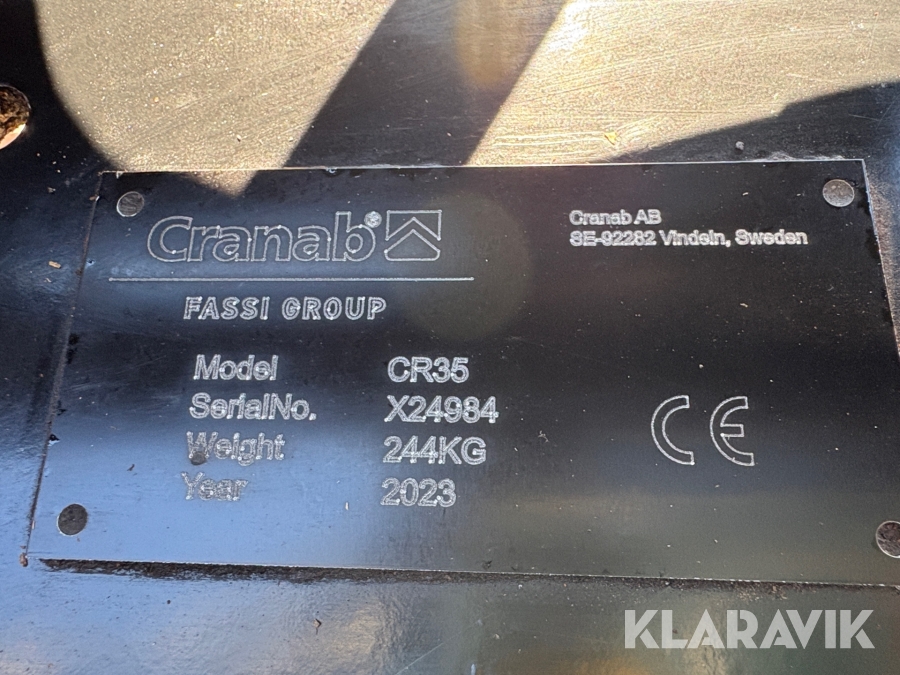 Cranab®
FASSI GROUP
Cranab AB
SE-92282 Vindeln, Sweden
Model CR35
SerialNo. X24984
Weight 244KG
Year 2023
CE
KLARAVIK